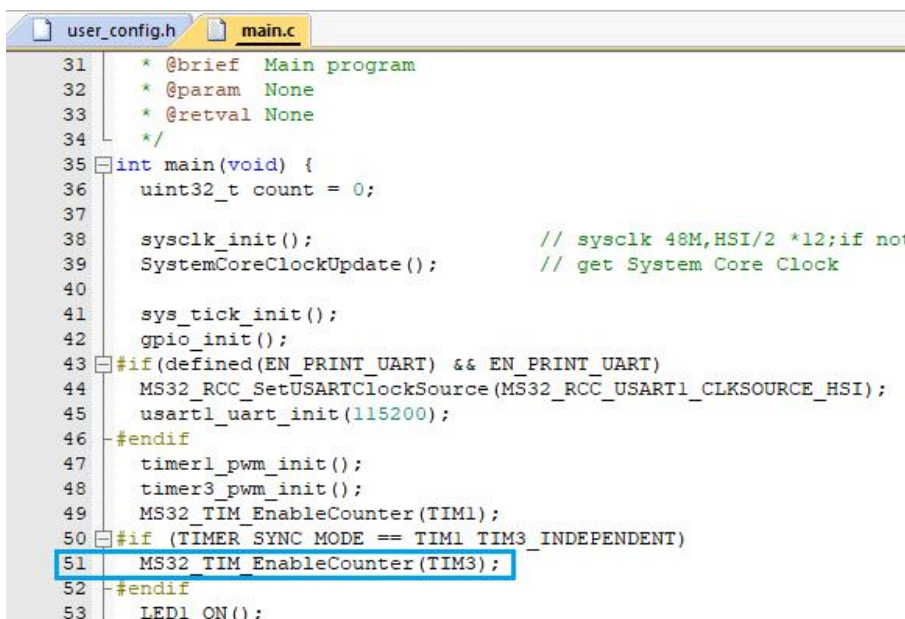 user_config.h main.c
31 * @brief Main program
32 * @param None
33 * @retval None
34 */
35 int main(void) {
36 uint32_t count = 0;
37
38 sysclk_init(); // sysclk 48M,HSI/2 *12;if not
39 SystemCoreClockUpdate(); // get System Core Clock
40
41 sys_tick_init();
42 gpio_init();
43 #if(defined(EN_PRINT_UART) && EN_PRINT_UART)
44 MS32_RCC_SetUSARTClockSource(MS32_RCC_USART1_CLKSOURCE_HSI);
45 usart1_uart_init(115200);
46 #endif
47 timer1_pwm_init();
48 timer3_pwm_init();
49 MS32_TIM_EnableCounter(TIM1);
50 #if (TIMER_SYNC_MODE == TIM1_TIM3_INDEPENDENT)
51 MS32_TIM_EnableCounter(TIM3);
52 #endif
53 LED1_ON();